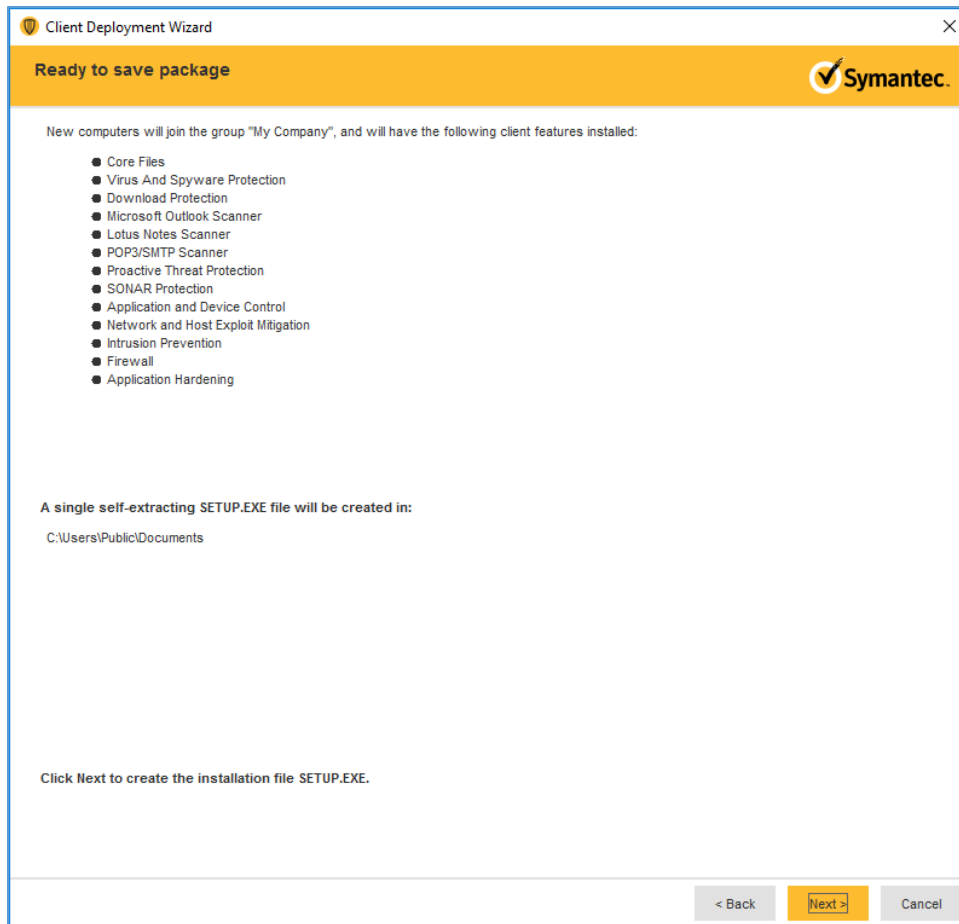 Client Deployment Wizard
Ready to save package
Symantec.
New computers will join the group "My Company", and will have the following client features installed:
Core Files
Virus And Spyware Protection
Download Protection
Microsoft Outlook Scanner
Lotus Notes Scanner
POP3/SMTP Scanner
Proactive Threat Protection
SONAR Protection
Application and Device Control
Network and Host Exploit Mitigation
Intrusion Prevention
Firewall
Application Hardening
A single self-extracting SETUP.EXE file will be created in:
C:\Users\Public\Documents
Click Next to create the installation file SETUP.EXE.
< Back Next > Cancel